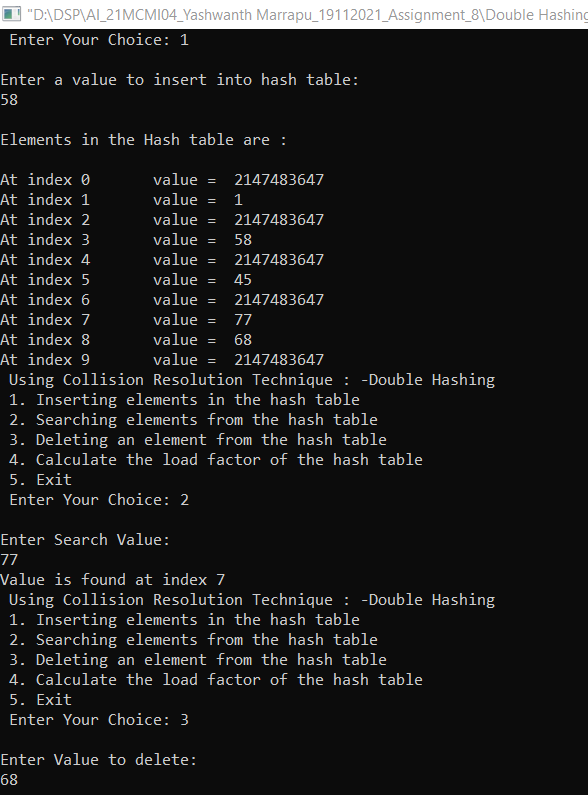 "D:\DSP\AI_21MCMI04_Yashwanth Marrapu_19112021_Assignment_8\Double Hashing
Enter Your Choice: 1
Enter a value to insert into hash table:
58
Elements in the Hash table are :
At index 0 value = 2147483647
At index 1 value = 1
At index 2 value = 2147483647
At index 3 value = 58
At index 4 value = 2147483647
At index 5 value = 45
At index 6 value = 2147483647
At index 7 value = 77
At index 8 value = 68
At index 9 value = 2147483647
Using Collision Resolution Technique : -Double Hashing
1. Inserting elements in the hash table
2. Searching elements from the hash table
3. Deleting an element from the hash table
4. Calculate the load factor of the hash table
5. Exit
Enter Your Choice: 2
Enter Search Value:
77
Value is found at index 7
Using Collision Resolution Technique : -Double Hashing
1. Inserting elements in the hash table
2. Searching elements from the hash table
3. Deleting an element from the hash table
4. Calculate the load factor of the hash table
5. Exit
Enter Your Choice: 3
Enter Value to delete:
68